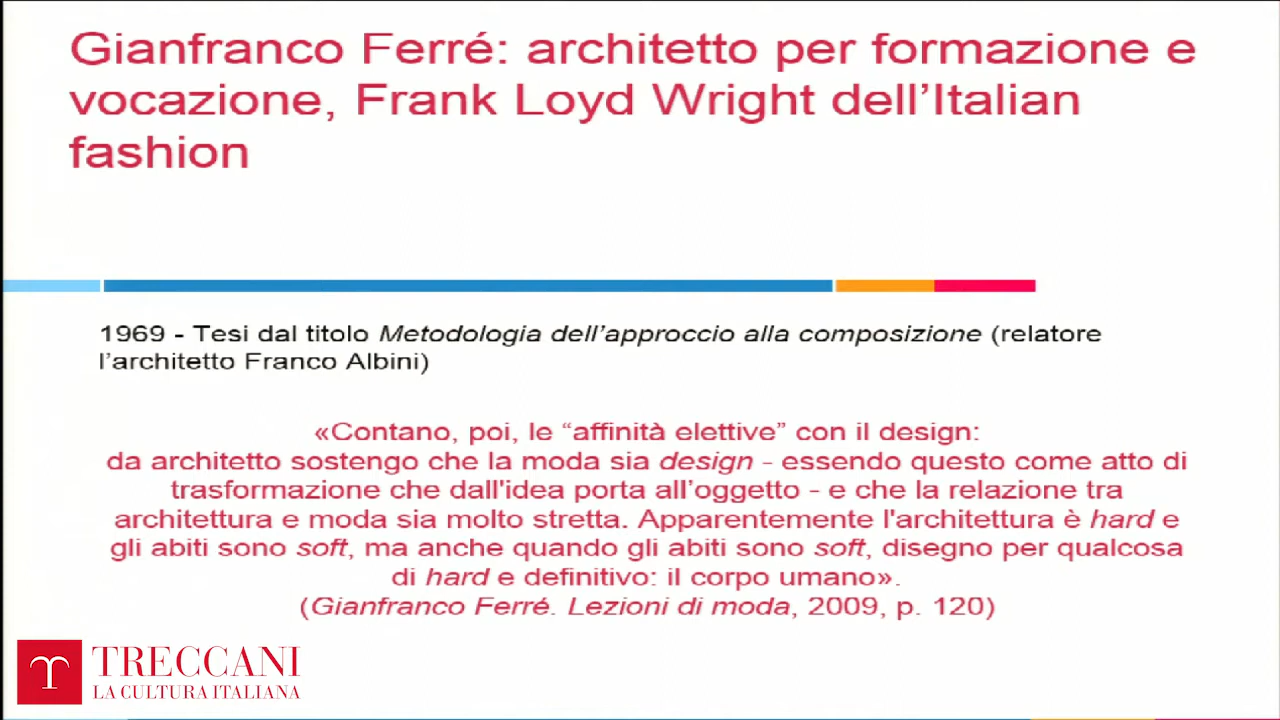 Gianfranco Ferré: architetto per formazione e
vocazione, Frank Loyd Wright dell’Italian
fashion
1969 - Tesi dal titolo Metodologia dell’approccio alla composizione (relatore
l’architetto Franco Albini)
«Contano, poi, le “affinità elettive” con il design:
da architetto sostengo che la moda sia design - essendo questo come atto di
trasformazione che dall'idea porta all’oggetto - e che la relazione tra
architettura e moda sia molto stretta. Apparentemente l'architettura è hard e
gli abiti sono soft, ma anche quando gli abiti sono soft, disegno per qualcosa
di hard e definitivo: il corpo umano».
(Gianfranco Ferré. Lezioni di moda, 2009, p. 120)
TRECCANI
LA CULTURA ITALIANA